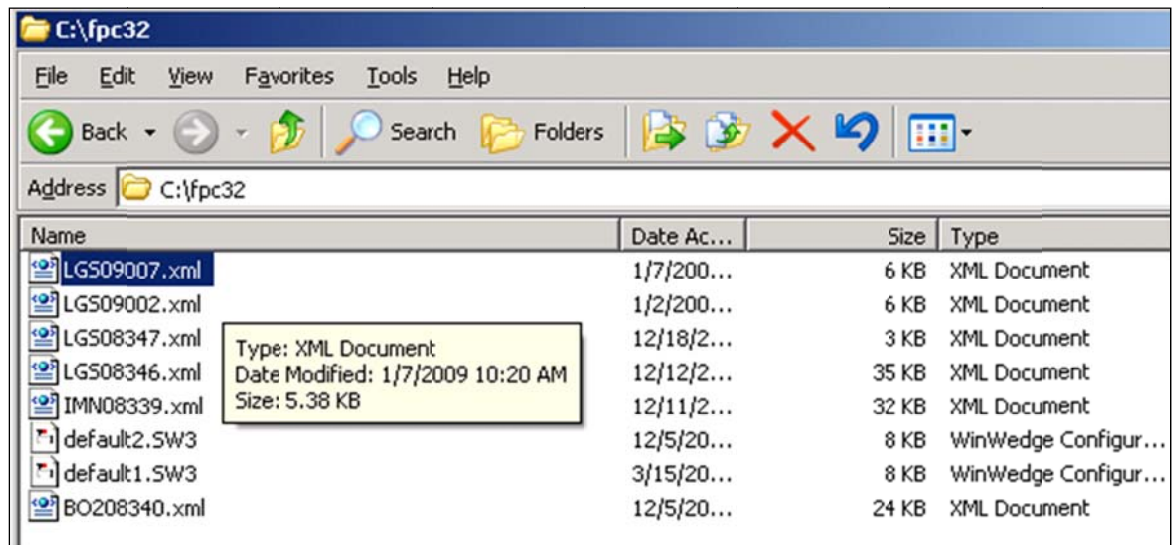 C:\fpc32
File Edit View Favorites Tools Help
Back Search Folders
Address C:\fpc32
Name Date Ac... Size Type
LGS09007.xml 1/7/200... 6 KB XML Document
LGS09002.xml 1/2/200... 6 KB XML Document
LGS08347.xml 12/18/2... 3 KB XML Document
LGS08346.xml 12/12/2... 35 KB XML Document
IMN08339.xml 12/11/2... 32 KB XML Document
default2.SW3 12/5/20... 8 KB WinWedge Configur...
default1.SW3 3/15/20... 8 KB WinWedge Configur...
BO208340.xml 12/5/20... 24 KB XML Document
Type: XML Document
Date Modified: 1/7/2009 10:20 AM
Size: 5.38 KB